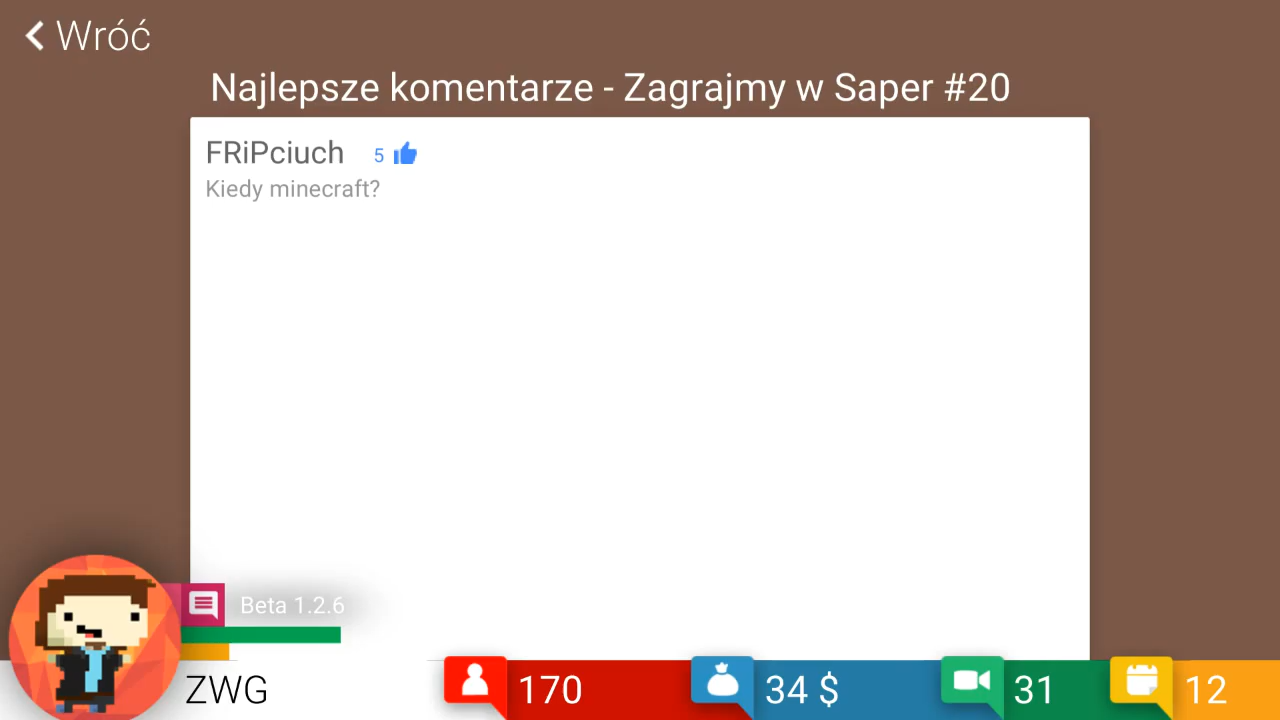 Wróć
Najlepsze komentarze - Zagrajmy w Saper #20
FRiPciuch 5
Kiedy minecraft?
Beta 1.2.6
ZWG 170 34 $ 31 12